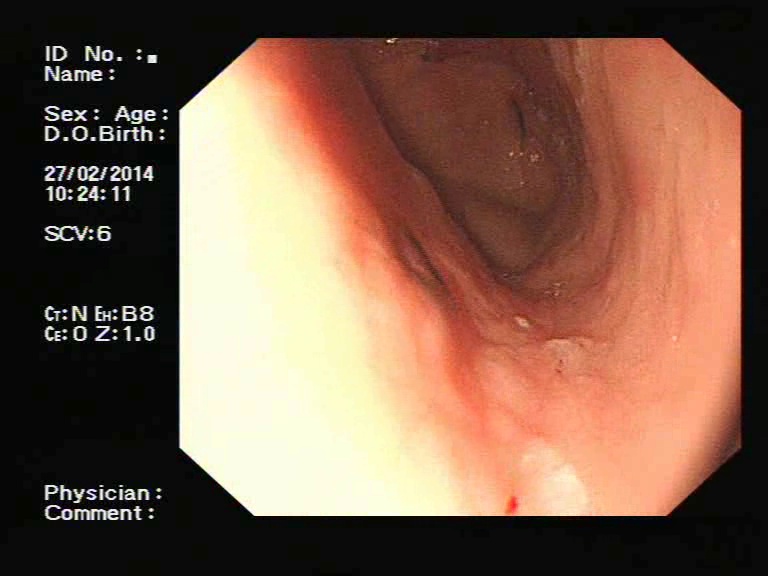 ID No. :
Name:
Sex: Age:
D.O.Birth:
27/02/2014
10:24:11
SCV:6
CT:N EH:B8
CE:0 Z:1.0
Physician:
Comment: